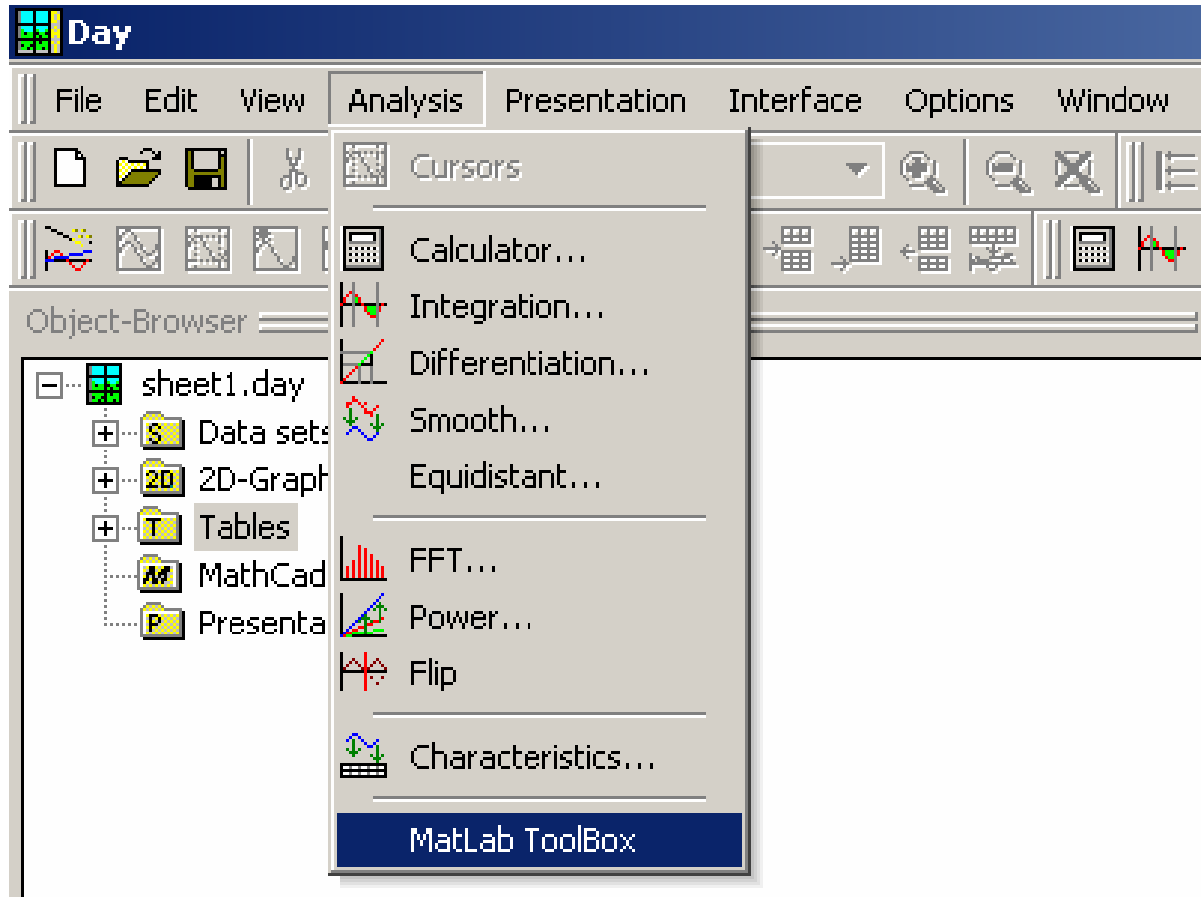 Day
File Edit View Analysis Presentation Interface Options Window
Cursors
Calculator...
Integration...
Differentiation...
Smooth...
Equidistant...
FFT...
Power...
Flip
Characteristics...
MatLab ToolBox
Object-Browser
sheet1.day
S Data sets
2D 2D-Graph
T Tables
M MathCad
P Presenta